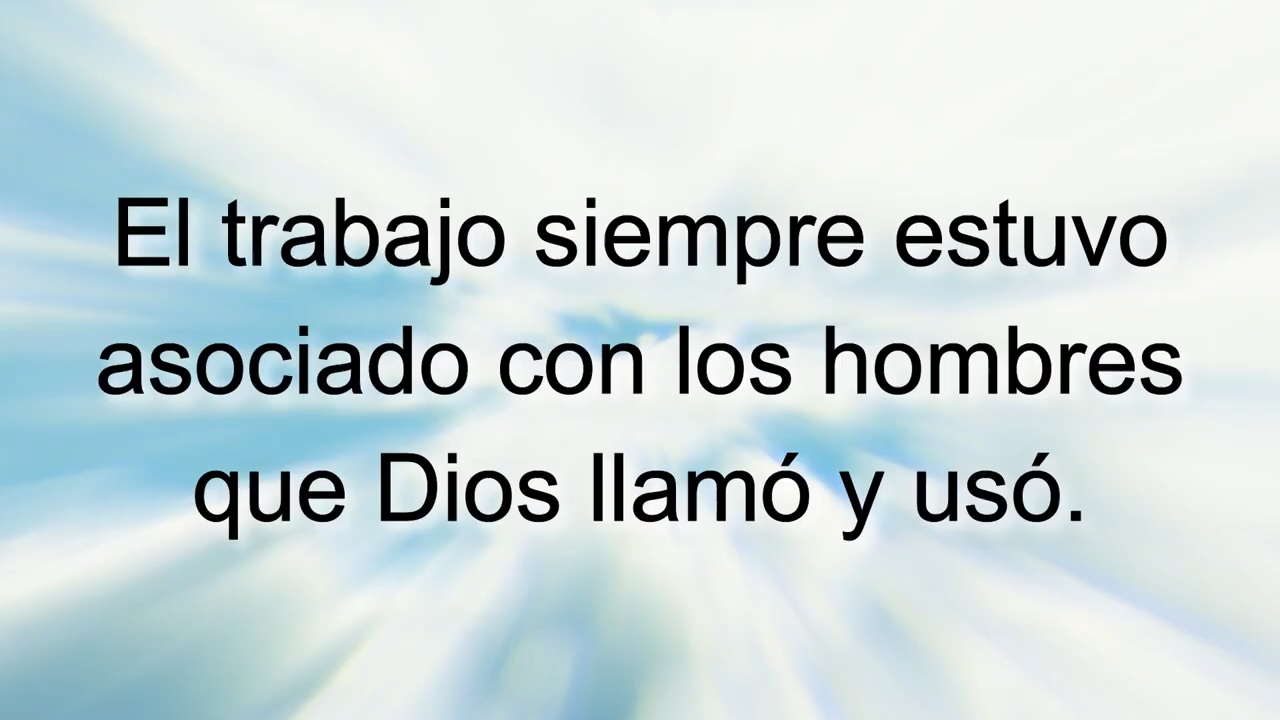 El trabajo siempre estuvo
asociado con los hombres
que Dios llamó y usó.